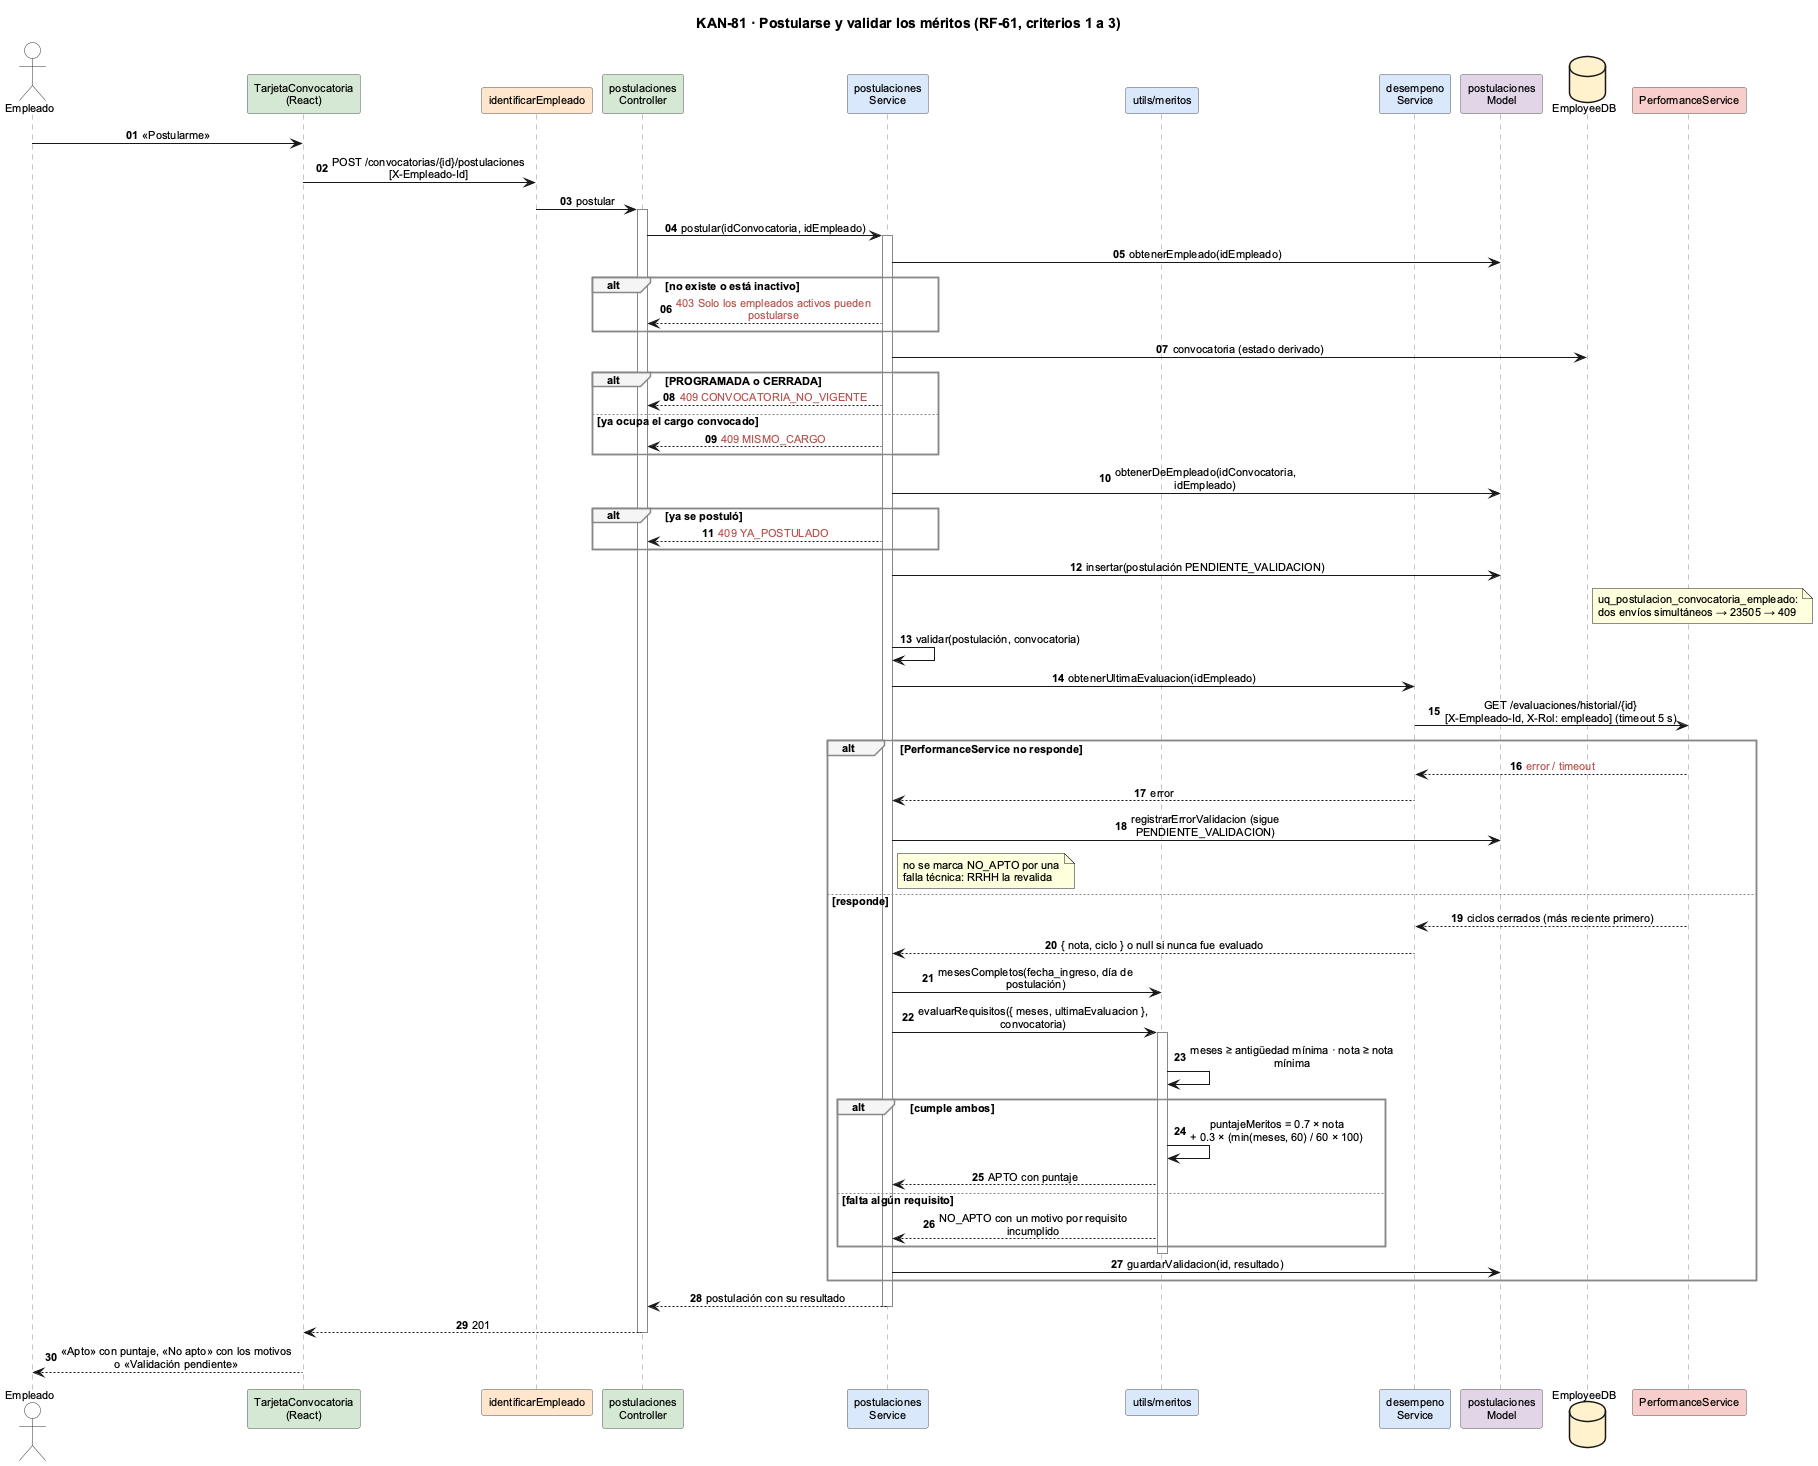 KAN-81 · Postularse y validar los méritos (RF-61, criterios 1 a 3)
Empleado
TarjetaConvocatoria
(React)
identificarEmpleado
postulaciones
Controller
postulaciones
Service
utils/meritos
desempeno
Service
postulaciones
Model
EmployeeDB
PerformanceService
01 «Postularme»
02 POST /convocatorias/{id}/postulaciones
[X-Empleado-Id]
03 postular
04 postular(idConvocatoria, idEmpleado)
05 obtenerEmpleado(idEmpleado)
alt [no existe o está inactivo]
06 403 Solo los empleados activos pueden
postularse
07 convocatoria (estado derivado)
alt [PROGRAMADA o CERRADA]
08 409 CONVOCATORIA_NO_VIGENTE
[ya ocupa el cargo convocado]
09 409 MISMO_CARGO
10 obtenerDeEmpleado(idConvocatoria,
idEmpleado)
alt [ya se postuló]
11 409 YA_POSTULADO
12 insertar(postulación PENDIENTE_VALIDACION)
uq_postulacion_convocatoria_empleado:
dos envíos simultáneos → 23505 → 409
13 validar(postulación, convocatoria)
14 obtenerUltimaEvaluacion(idEmpleado)
15 GET /evaluaciones/historial/{id}
[X-Empleado-Id, X-Rol: empleado] (timeout 5 s)
alt [PerformanceService no responde]
16 error / timeout
17 error
18 registrarErrorValidacion (sigue
PENDIENTE_VALIDACION)
no se marca NO_APTO por una
falla técnica: RRHH la revalida
[responde]
19 ciclos cerrados (más reciente primero)
20 { nota, ciclo } o null si nunca fue evaluado
21 mesesCompletos(fecha_ingreso, día de
postulación)
22 evaluarRequisitos({ meses, ultimaEvaluacion },
convocatoria)
23 meses ≥ antigüedad mínima · nota ≥ nota
mínima
alt [cumple ambos]
24 puntajeMeritos = 0.7 × nota
+ 0.3 × (min(meses, 60) / 60 × 100)
25 APTO con puntaje
[falta algún requisito]
26 NO_APTO con un motivo por requisito
incumplido
27 guardarValidacion(id, resultado)
28 postulación con su resultado
29 201
30 «Apto» con puntaje, «No apto» con los motivos
o «Validación pendiente»
Empleado
TarjetaConvocatoria
(React)
identificarEmpleado
postulaciones
Controller
postulaciones
Service
utils/meritos
desempeno
Service
postulaciones
Model
EmployeeDB
PerformanceService